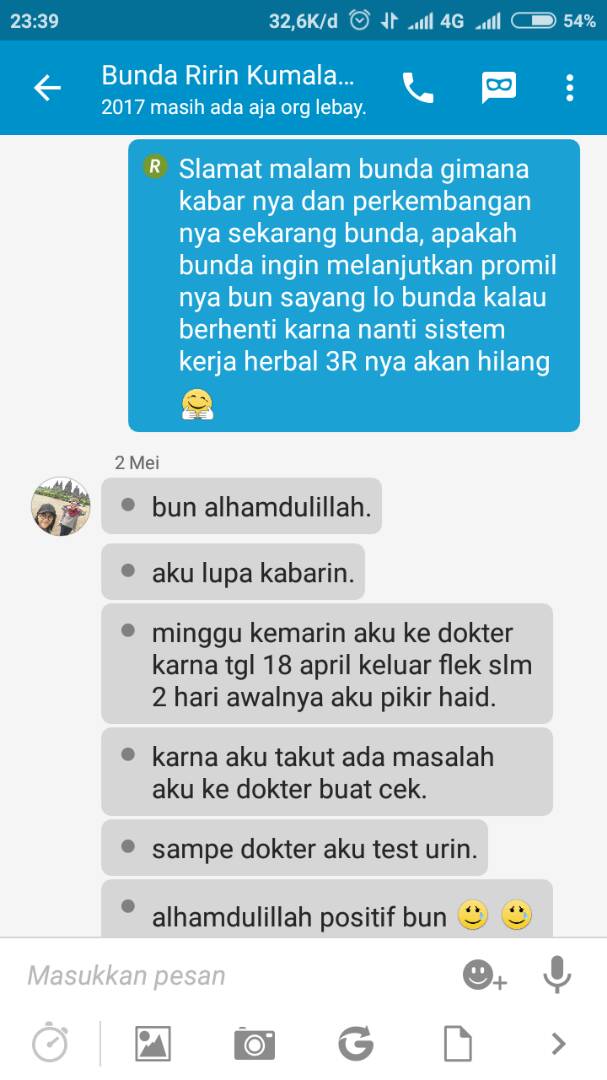 23:39 32,6K/d 4G 54%
Bunda Ririn Kumala...
2017 masih ada aja org lebay.
R Slamat malam bunda gimana
kabar nya dan perkembangan
nya sekarang bunda, apakah
bunda ingin melanjutkan promil
nya bun sayang lo bunda kalau
berhenti karna nanti sistem
kerja herbal 3R nya akan hilang
2 Mei
bun alhamdulillah.
aku lupa kabarin.
minggu kemarin aku ke dokter
karna tgl 18 april keluar flek slm
2 hari awalnya aku pikir haid.
karna aku takut ada masalah
aku ke dokter buat cek.
sampe dokter aku test urin.
alhamdulillah positif bun
Masukkan pesan